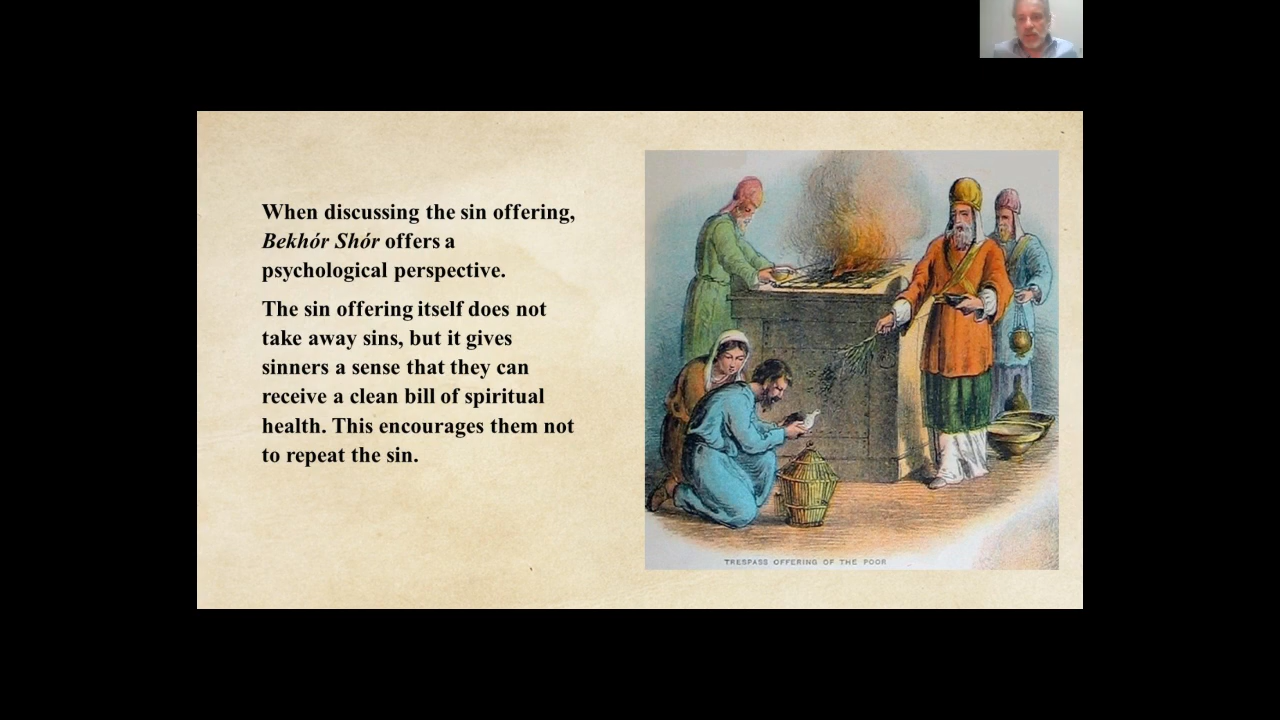 When discussing the sin offering,
Bekhór Shór offers a
psychological perspective.
The sin offering itself does not
take away sins, but it gives
sinners a sense that they can
receive a clean bill of spiritual
health. This encourages them not
to repeat the sin.
TRESPASS OFFERING OF THE POOR